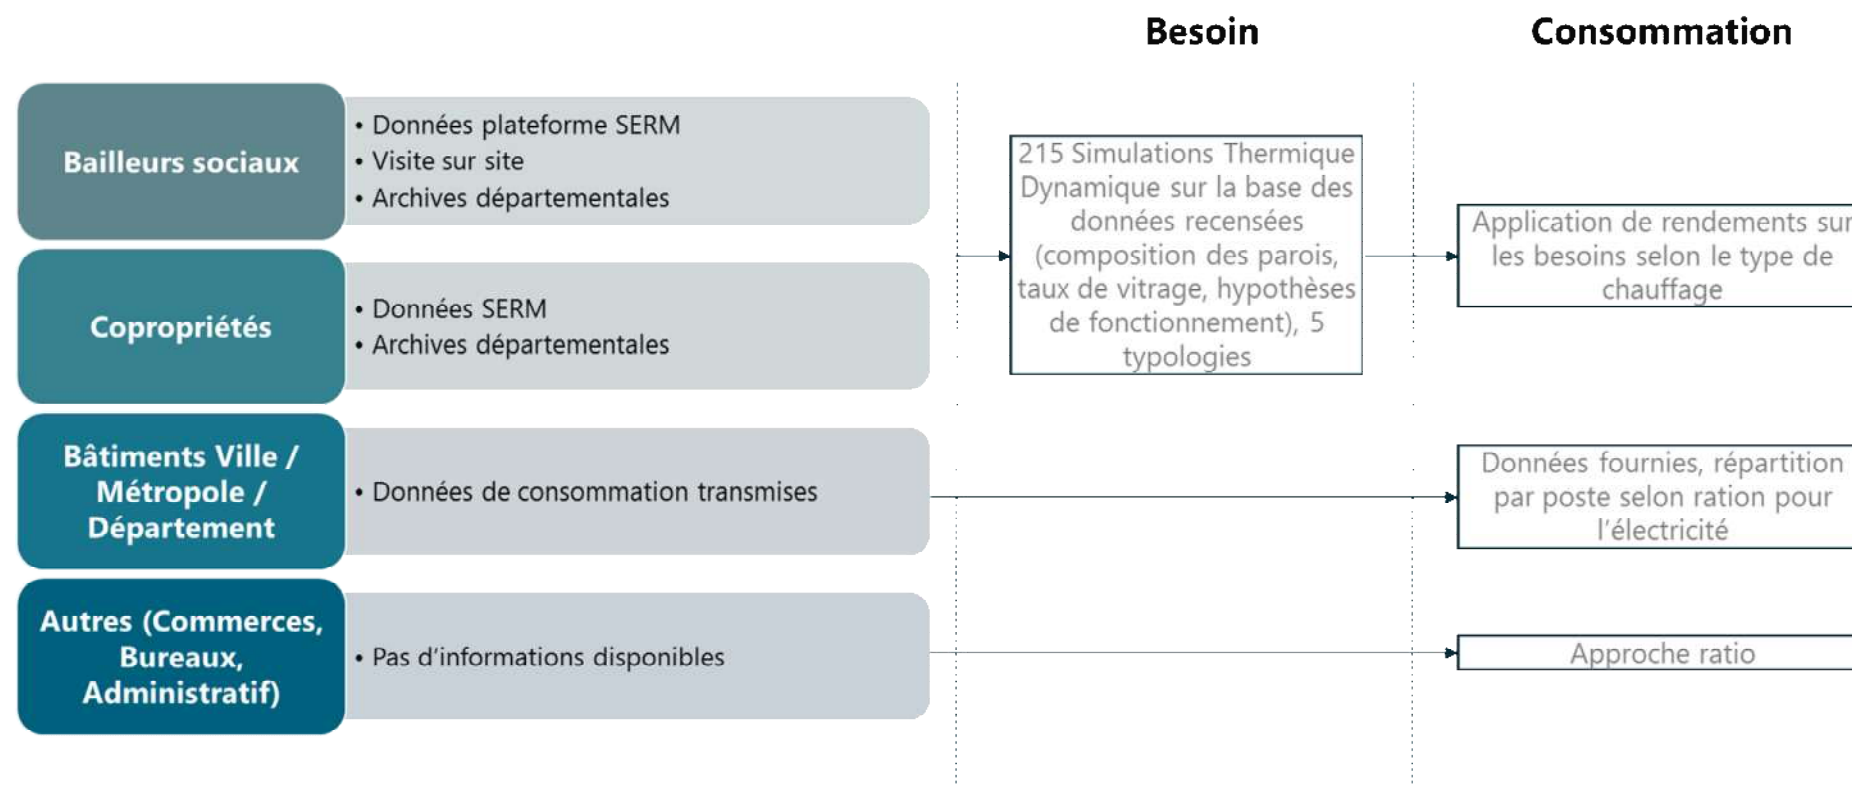 Besoin
Consommation
Bailleurs sociaux
• Données plateforme SERM
• Visite sur site
• Archives départementales
215 Simulations Thermique
Dynamique sur la base des
données recensées
(composition des parois,
taux de vitrage, hypothèses
de fonctionnement), 5
typologies
Application de rendements sur
les besoins selon le type de
chauffage
Copropriétés
• Données SERM
• Archives départementales
Bâtiments Ville /
Métropole /
Département
• Données de consommation transmises
Données fournies, répartition
par poste selon ration pour
l'électricité
Autres (Commerces,
Bureaux,
Administratif)
• Pas d'informations disponibles
Approche ratio